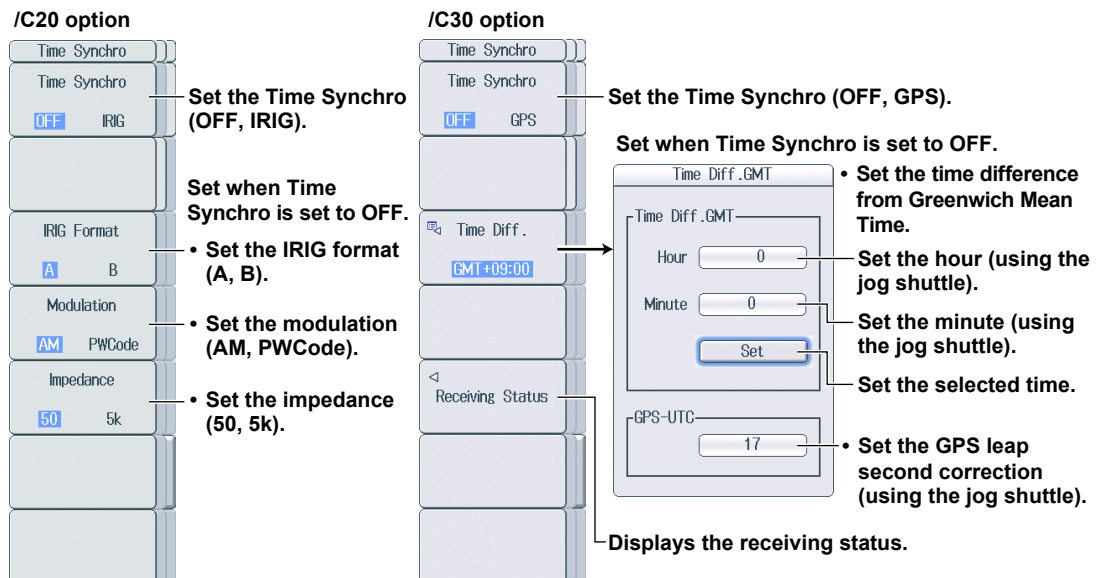 /C20 option
Time Synchro
Time Synchro
OFF IRIG
Set the Time Synchro
(OFF, IRIG).
Set when Time
Synchro is set to OFF.
IRIG Format
A B
• Set the IRIG format
(A, B).
Modulation
AM PWCode
• Set the modulation
(AM, PWCode).
Impedance
50 5k
• Set the impedance
(50, 5k).
/C30 option
Time Synchro
Time Synchro
OFF GPS
Set the Time Synchro (OFF, GPS).
Set when Time Synchro is set to OFF.
Time Diff.
GMT+09:00
Time Diff.GMT
• Set the time difference
from Greenwich Mean
Time.
Time Diff.GMT
Hour 0
Set the hour (using the
jog shuttle).
Minute 0
Set the minute (using
the jog shuttle).
Set
Set the selected time.
GPS-UTC
17
• Set the GPS leap
second correction
(using the jog shuttle).
Receiving Status
Displays the receiving status.